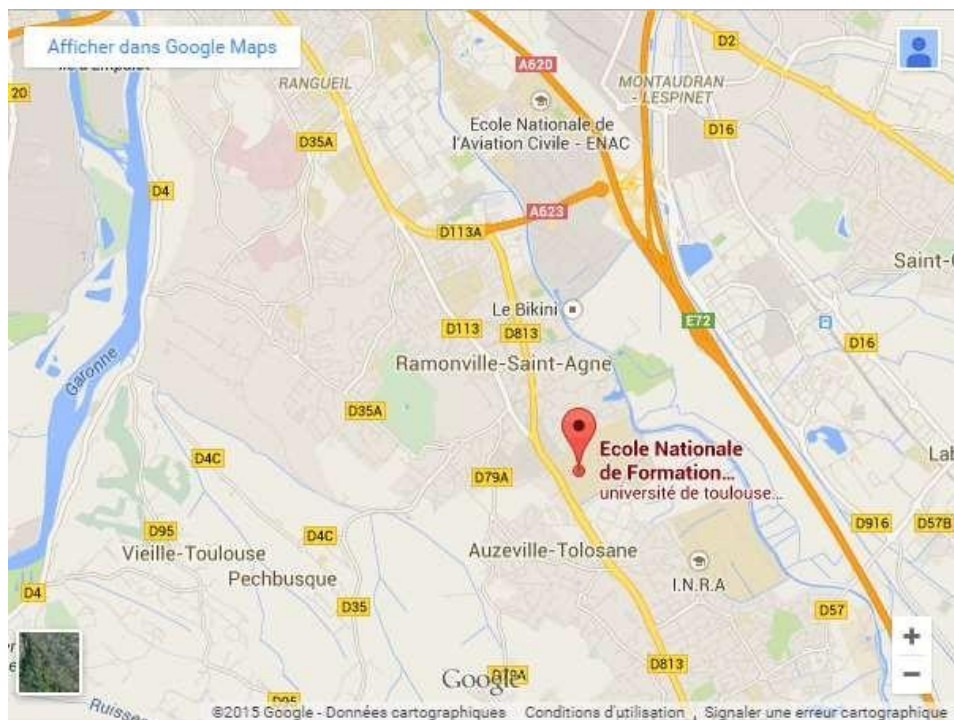 Afficher dans Google Maps
20
RANGUEIL
A620
D2
MONTAUDRAN
- LESPINET
Ecole Nationale de
l'Aviation Civile - ENAC
D35A
D16
D4
A623
D113A
Saint-
Le Bikini
E72
D113
D813
D16
Garonne
Ramonville-Saint-Agne
D35A
Ecole Nationale
de Formation...
université de toulouse...
D4C
D79A
Lab
D95
D4C
D916
D57B
Vieille-Toulouse
Auzeville-Tolosane
Pechbusque
I.N.R.A
D4
D35
D57
+
D813
−
Google
Ruisse
©2015 Google - Données cartographiques
Conditions d'utilisation
Signaler une erreur cartographique